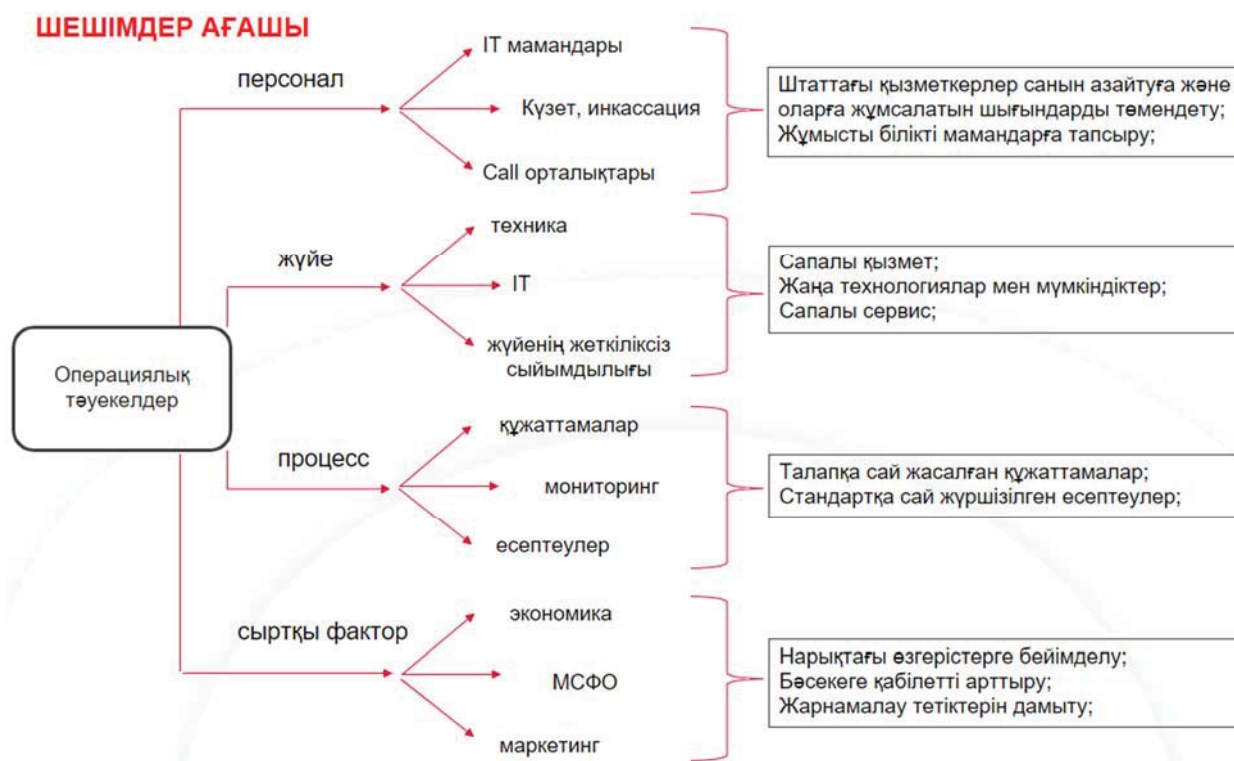 ШЕШІМДЕР АҒАШЫ
персонал
IT мамандары
Күзет, инкассация
Call орталықтары
Штаттағы қызметкерлер санын азайтуға және
оларға жұмсалатын шығындарды төмендету;
Жұмысты білікті мамандарға тапсыру;
жүйе
техника
IT
жүйенің жеткіліксіз
сыйымдылығы
Сапалы қызмет;
Жаңа технологиялар мен мүмкіндіктер;
Сапалы сервис;
Операциялық
тәуекелдер
процесс
құжаттамалар
мониторинг
есептеулер
Талапқа сай жасалған құжаттамалар;
Стандартқа сай жүршізілген есептеулер;
сыртқы фактор
экономика
МСФО
маркетинг
Нарықтағы өзгерістерге бейімделу;
Бәсекеге қабілетті арттыру;
Жарнамалау тетіктерін дамыту;